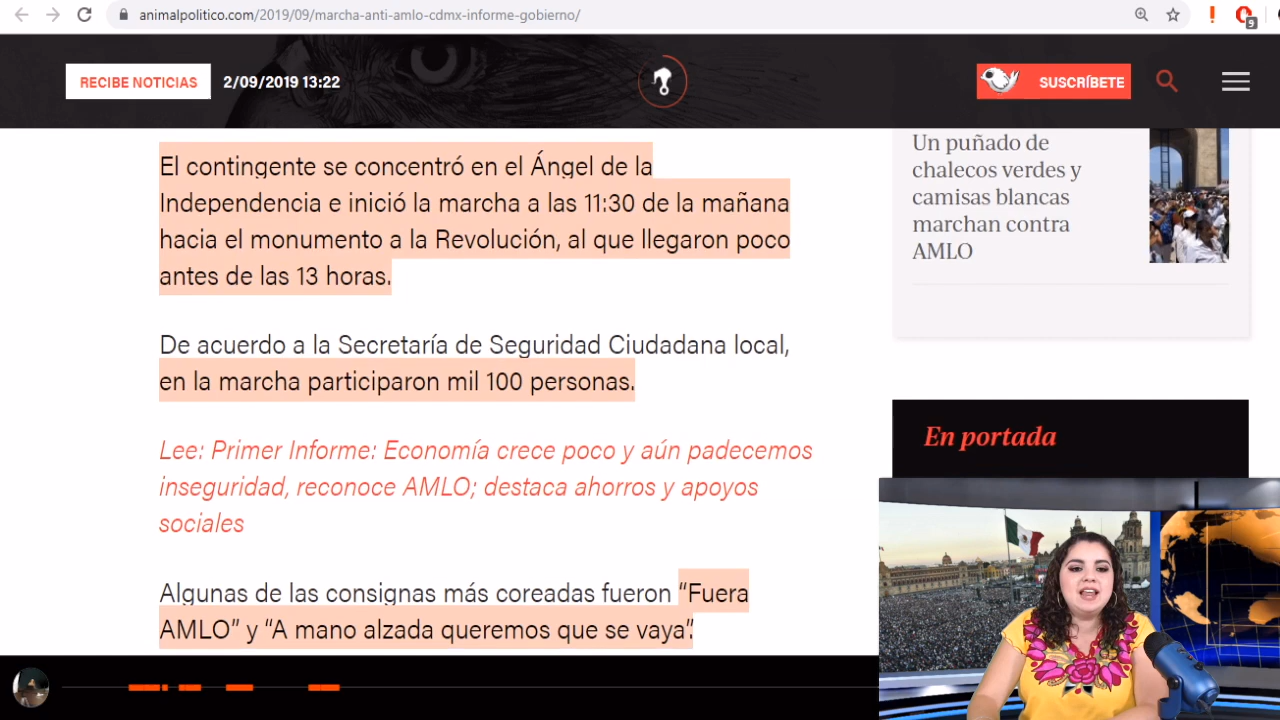 animalpolitico.com/2019/09/marcha-anti-amlo-cdmx-informe-gobierno/
9
RECIBE NOTICIAS
2/09/2019 13:22
SUSCRÍBETE
El contingente se concentró en el Ángel de la
Independencia e inició la marcha a las 11:30 de la mañana
hacia el monumento a la Revolución, al que llegaron poco
antes de las 13 horas.
De acuerdo a la Secretaría de Seguridad Ciudadana local,
en la marcha participaron mil 100 personas.
Lee: Primer Informe: Economía crece poco y aún padecemos
inseguridad, reconoce AMLO; destaca ahorros y apoyos
sociales
Algunas de las consignas más coreadas fueron “Fuera
AMLO” y “A mano alzada queremos que se vaya”.
Un puñado de
chalecos verdes y
camisas blancas
marchan contra
AMLO
En portada